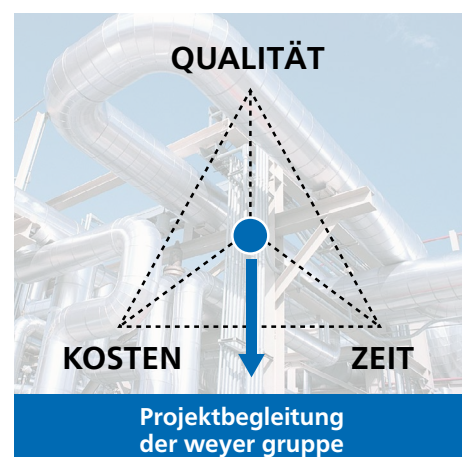 QUALITÄT
KOSTEN ZEIT
Projektbegleitung
der weyer gruppe